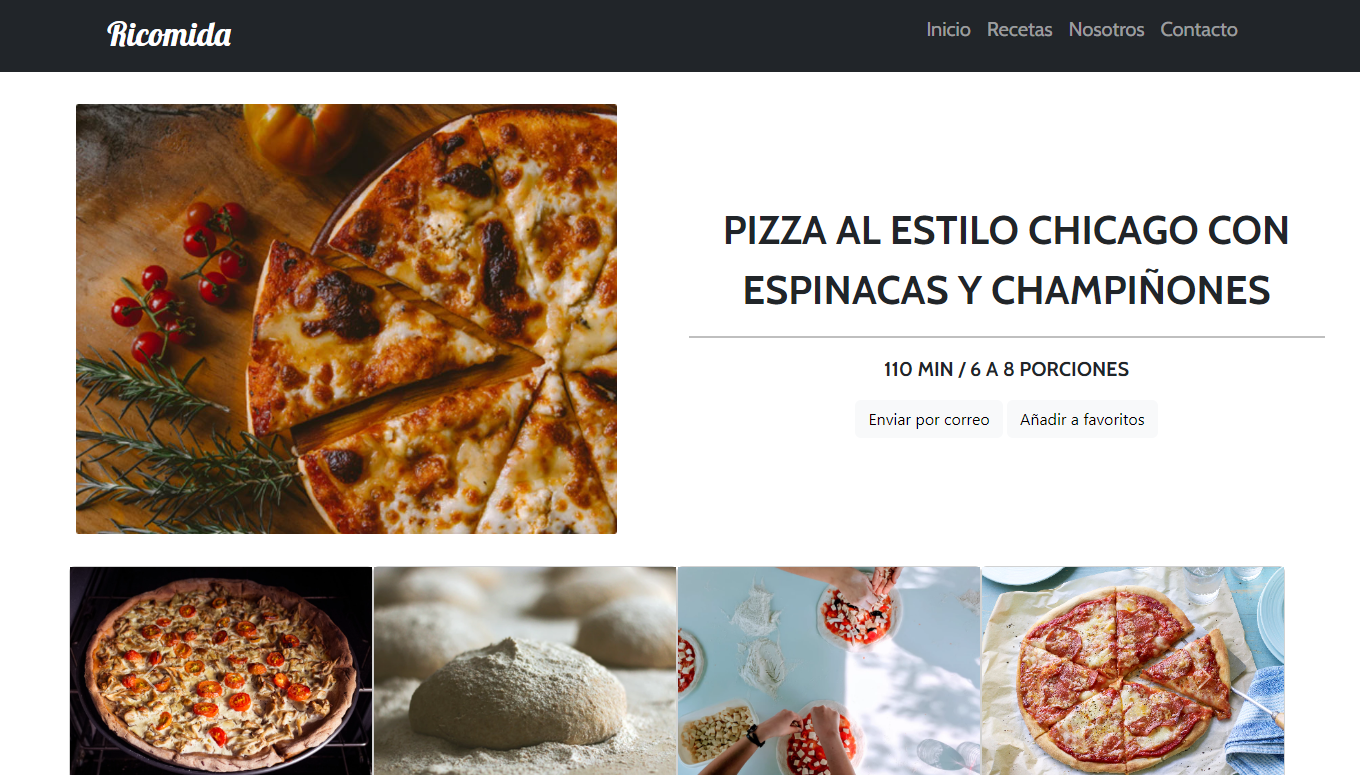 Ricomida
Inicio Recetas Nosotros Contacto
PIZZA AL ESTILO CHICAGO CON
ESPINACAS Y CHAMPIÑONES
110 MIN / 6 A 8 PORCIONES
Enviar por correo Añadir a favoritos